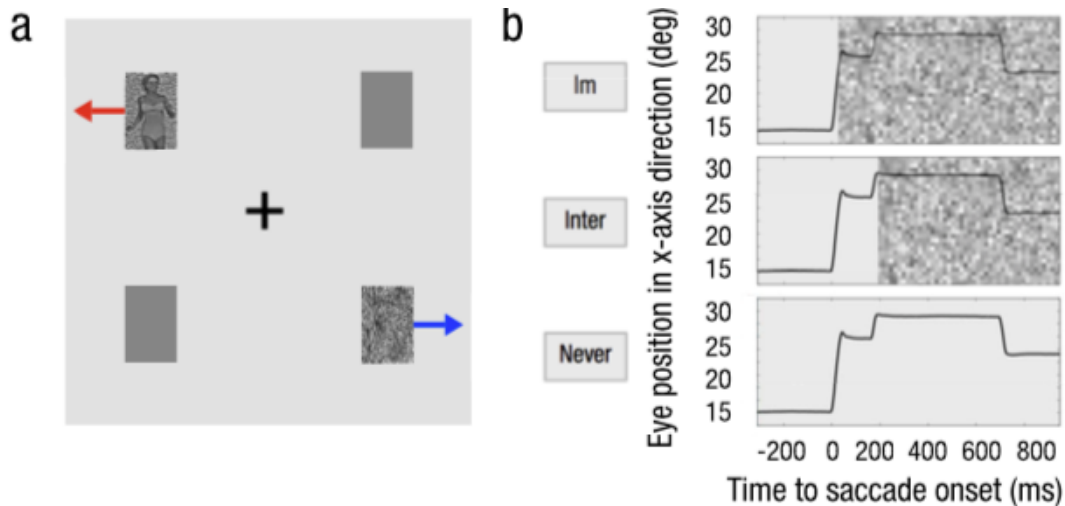 a
b
Im
Inter
Never
Eye position in x-axis direction (deg)
30
25
20
15
30
25
20
15
30
25
20
15
-200 0 200 400 600 800
Time to saccade onset (ms)